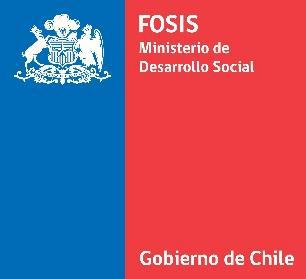 FOSIS
Ministerio de
Desarrollo Social
Gobierno de Chile